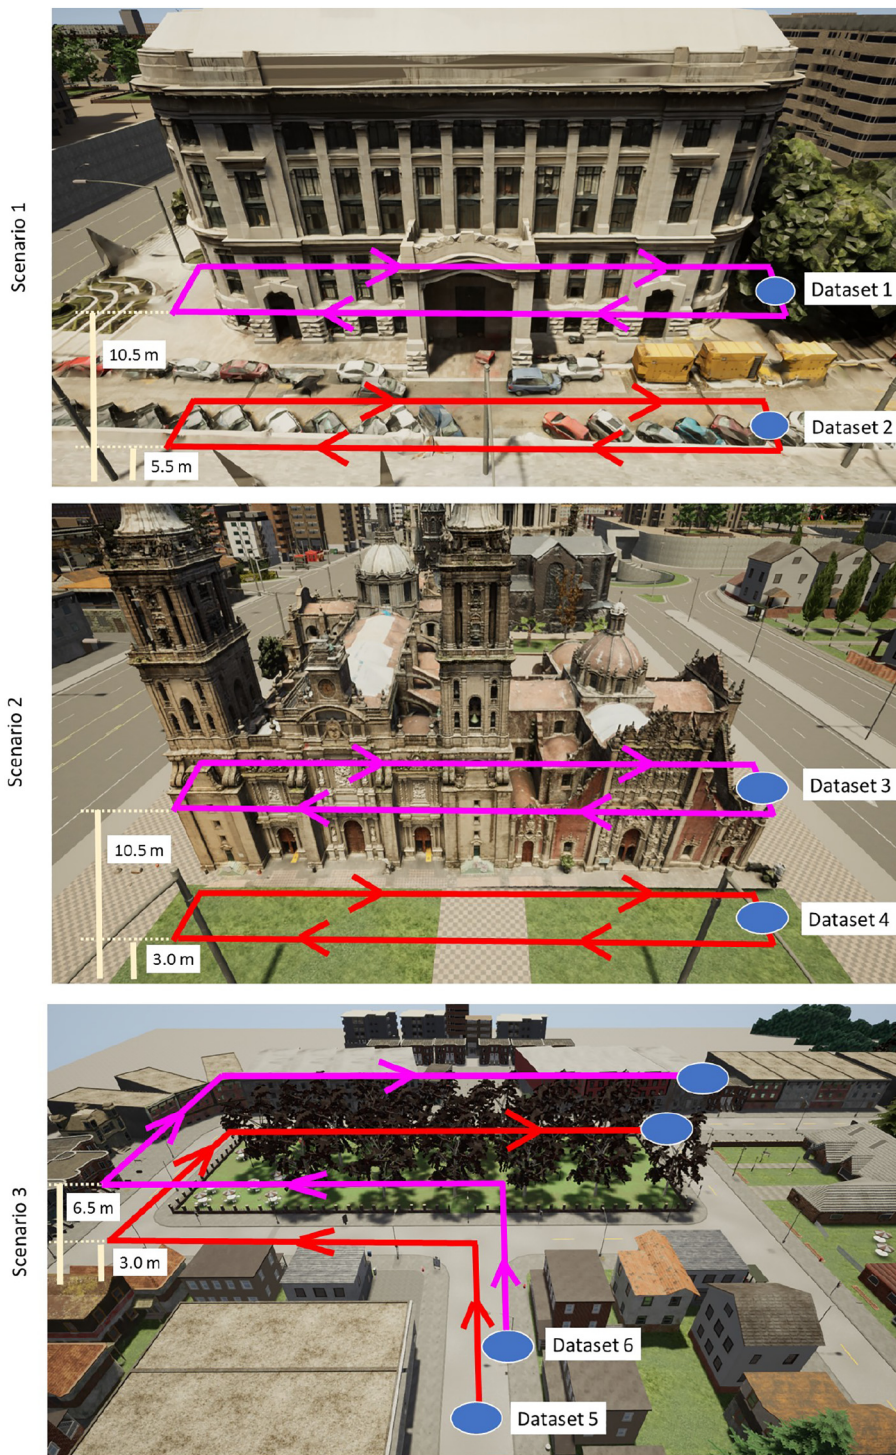 Scenario 1
Dataset 1
10.5 m
Dataset 2
5.5 m
Scenario 2
Dataset 3
10.5 m
Dataset 4
3.0 m
Scenario 3
6.5 m
3.0 m
Dataset 6
Dataset 5